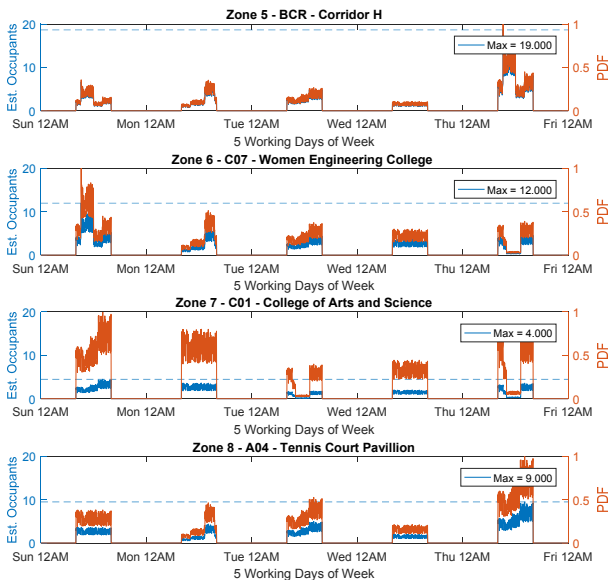 Zone 5 - BCR - Corridor H
20 1
Est. Occupants 10 0.5 PDF
Max = 19.000
0 0
Sun 12AM Mon 12AM Tue 12AM Wed 12AM Thu 12AM Fri 12AM
5 Working Days of Week
Zone 6 - C07 - Women Engineering College
20 1
Est. Occupants 10 0.5 PDF
Max = 12.000
0 0
Sun 12AM Mon 12AM Tue 12AM Wed 12AM Thu 12AM Fri 12AM
5 Working Days of Week
Zone 7 - C01 - College of Arts and Science
20 1
Est. Occupants 10 0.5 PDF
Max = 4.000
0 0
Sun 12AM Mon 12AM Tue 12AM Wed 12AM Thu 12AM Fri 12AM
5 Working Days of Week
Zone 8 - A04 - Tennis Court Pavillion
20 1
Est. Occupants 10 0.5 PDF
Max = 9.000
0 0
Sun 12AM Mon 12AM Tue 12AM Wed 12AM Thu 12AM Fri 12AM
5 Working Days of Week